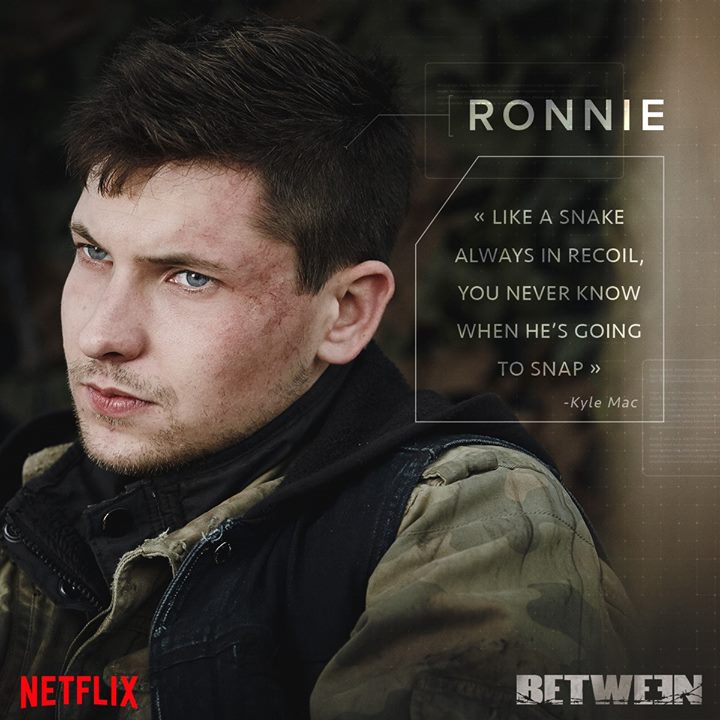 RONNIE
« LIKE A SNAKE
ALWAYS IN RECOIL,
YOU NEVER KNOW
WHEN HE'S GOING
TO SNAP »
-Kyle Mac
NETFLIX
BETWEEN